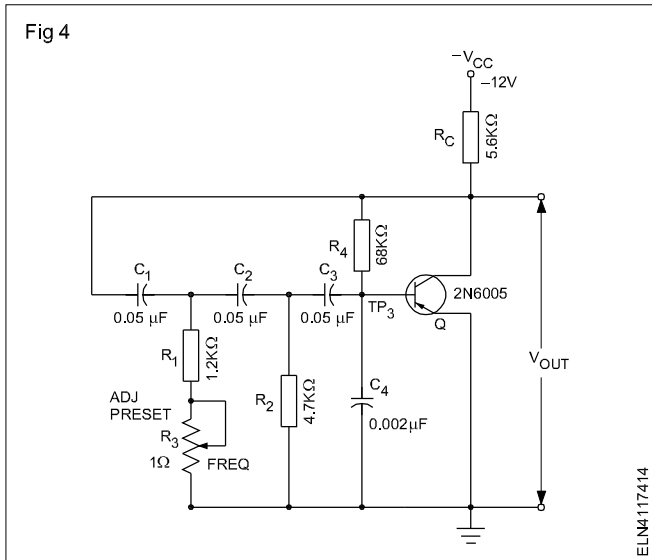 Fig 4
−VCC
−12V
RC
5.6KΩ
R4
68KΩ
C1
C2
C3
0.05 µF
0.05 µF
0.05 µF
TP3
2N6005
Q
R1
1.2KΩ
R2
4.7KΩ
C4
0.002µF
VOUT
ADJ
PRESET
R3
1Ω
FREQ
ELN4117414